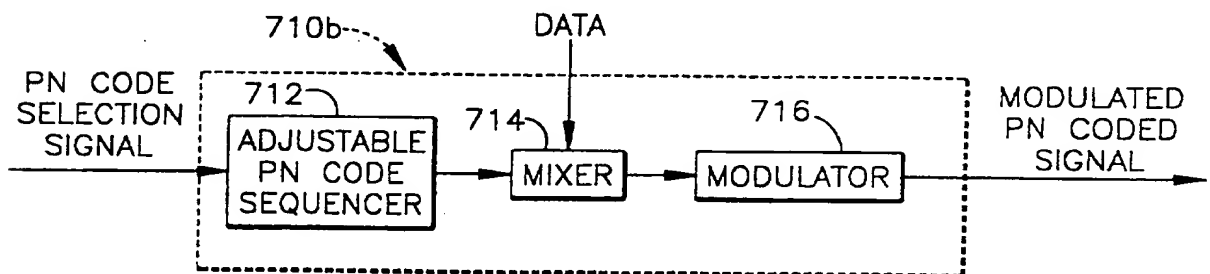 710b
DATA
PN CODE
SELECTION
SIGNAL
712
ADJUSTABLE
PN CODE
SEQUENCER
714
MIXER
716
MODULATOR
MODULATED
PN CODED
SIGNAL